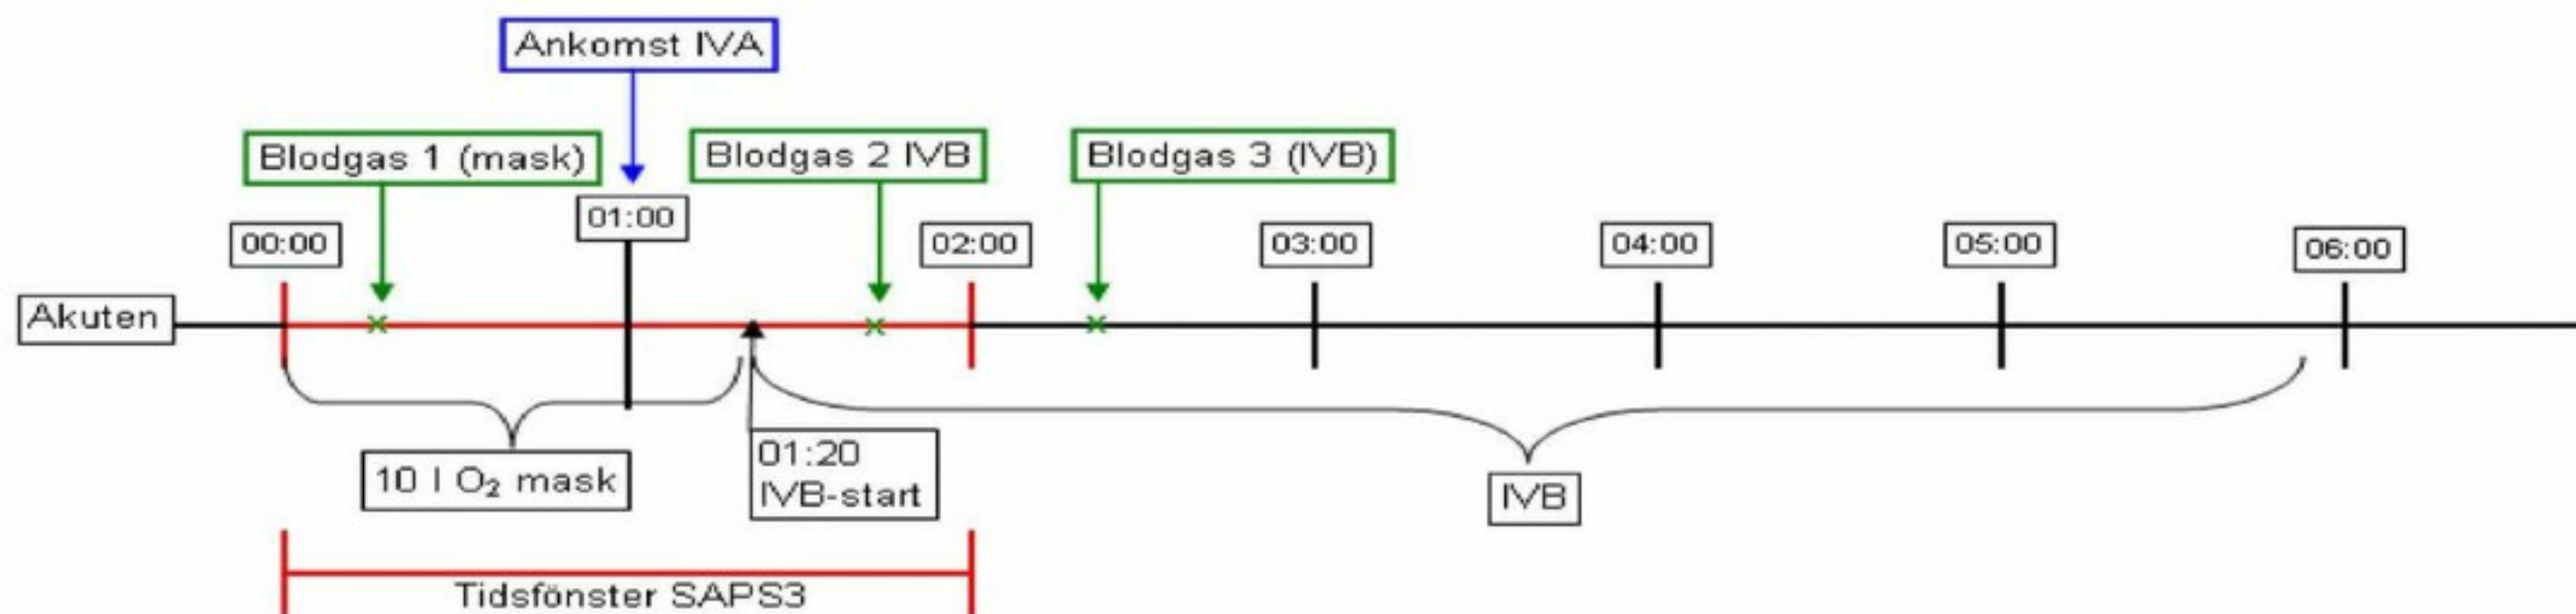 Ankomst IVA
Blodgas 1 (mask)
Blodgas 2 IVB
Blodgas 3 (IVB)
00:00
01:00
02:00
03:00
04:00
05:00
06:00
Akuten
10 l O₂ mask
01:20
IVB-start
IVB
Tidsfönster SAPS3